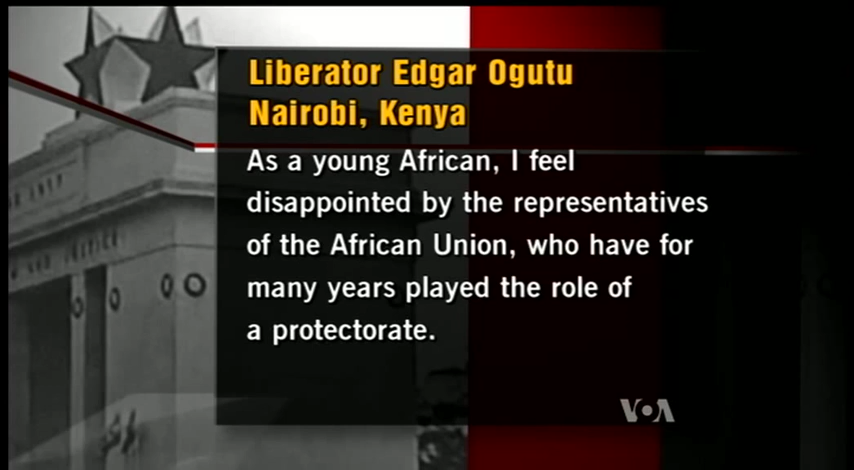 Liberator Edgar Ogutu
Nairobi, Kenya
As a young African, I feel
disappointed by the representatives
of the African Union, who have for
many years played the role of
a protectorate.
VOA